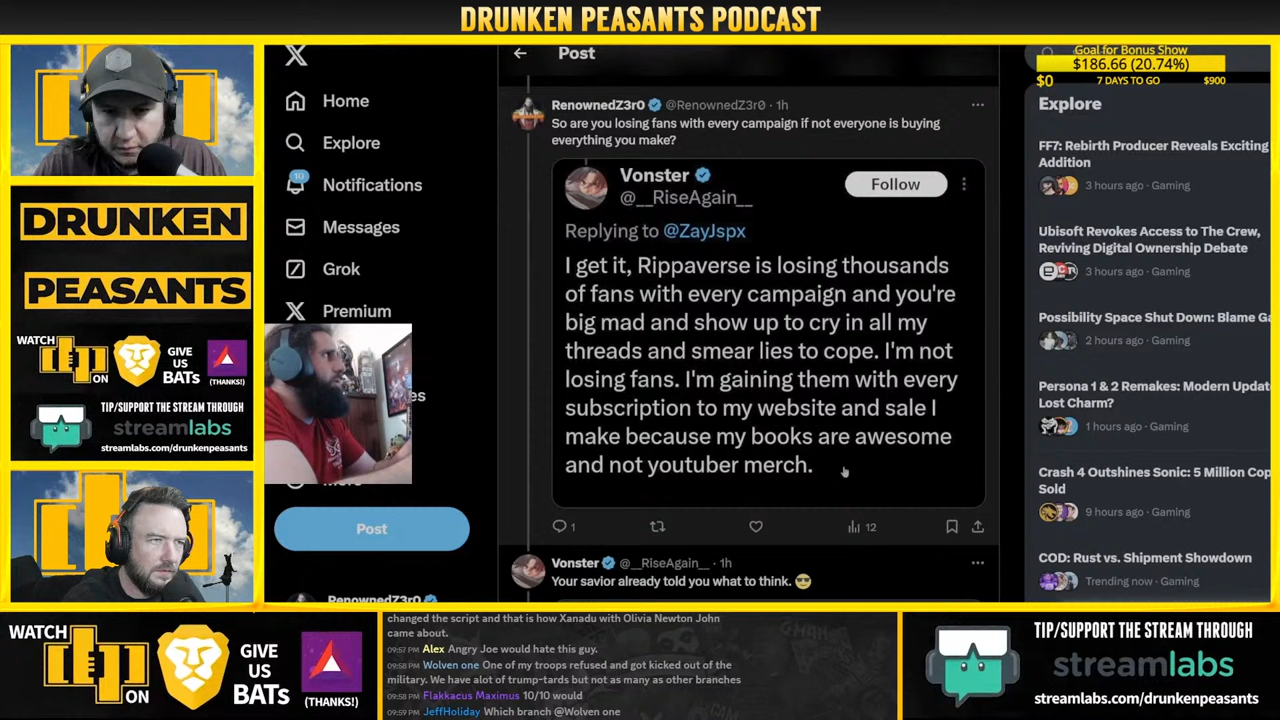 DRUNKEN PEASANTS PODCAST
DRUNKEN
PEASANTS
WATCH
ON
GIVE
US
BATs
(THANKS!)
TIP/SUPPORT THE STREAM THROUGH
streamlabs
streamlabs.com/drunkenpeasants
Home
Explore
10
Notifications
Messages
Grok
Premium
Post
RenownedZ3r0
Post
RenownedZ3r0 @RenownedZ3r0 · 1h
So are you losing fans with every campaign if not everyone is buying
everything you make?
Vonster
@__RiseAgain__
Follow
Replying to @ZayJspx
I get it, Rippaverse is losing thousands
of fans with every campaign and you're
big mad and show up to cry in all my
threads and smear lies to cope. I'm not
losing fans. I'm gaining them with every
subscription to my website and sale I
make because my books are awesome
and not youtuber merch.
1
12
Vonster @__RiseAgain__ · 1h
Your savior already told you what to think. 😎
Goal for Bonus Show
$186.66 (20.74%)
$0
7 DAYS TO GO
$900
Explore
FF7: Rebirth Producer Reveals Exciting
Addition
3 hours ago · Gaming
Ubisoft Revokes Access to The Crew,
Reviving Digital Ownership Debate
3 hours ago · Gaming
Possibility Space Shut Down: Blame Ga
2 hours ago · Gaming
Persona 1 & 2 Remakes: Modern Updat
Lost Charm?
1 hours ago · Gaming
Crash 4 Outshines Sonic: 5 Million Cop
Sold
9 hours ago · Gaming
COD: Rust vs. Shipment Showdown
Trending now · Gaming
WATCH
ON
GIVE
US
BATs
(THANKS!)
changed the script and that is how Xanadu with Olivia Newton John
came about.
09:57 PM Alex Angry Joe would hate this guy.
09:58 PM Wolven one One of my troops refused and got kicked out of the
military. We have alot of trump-tards but not as many as other branches
09:58 PM Flakkacus Maximus 10/10 would
09:59 PM JeffHoliday Which branch @Wolven one
TIP/SUPPORT THE STREAM THROUGH
streamlabs
streamlabs.com/drunkenpeasants